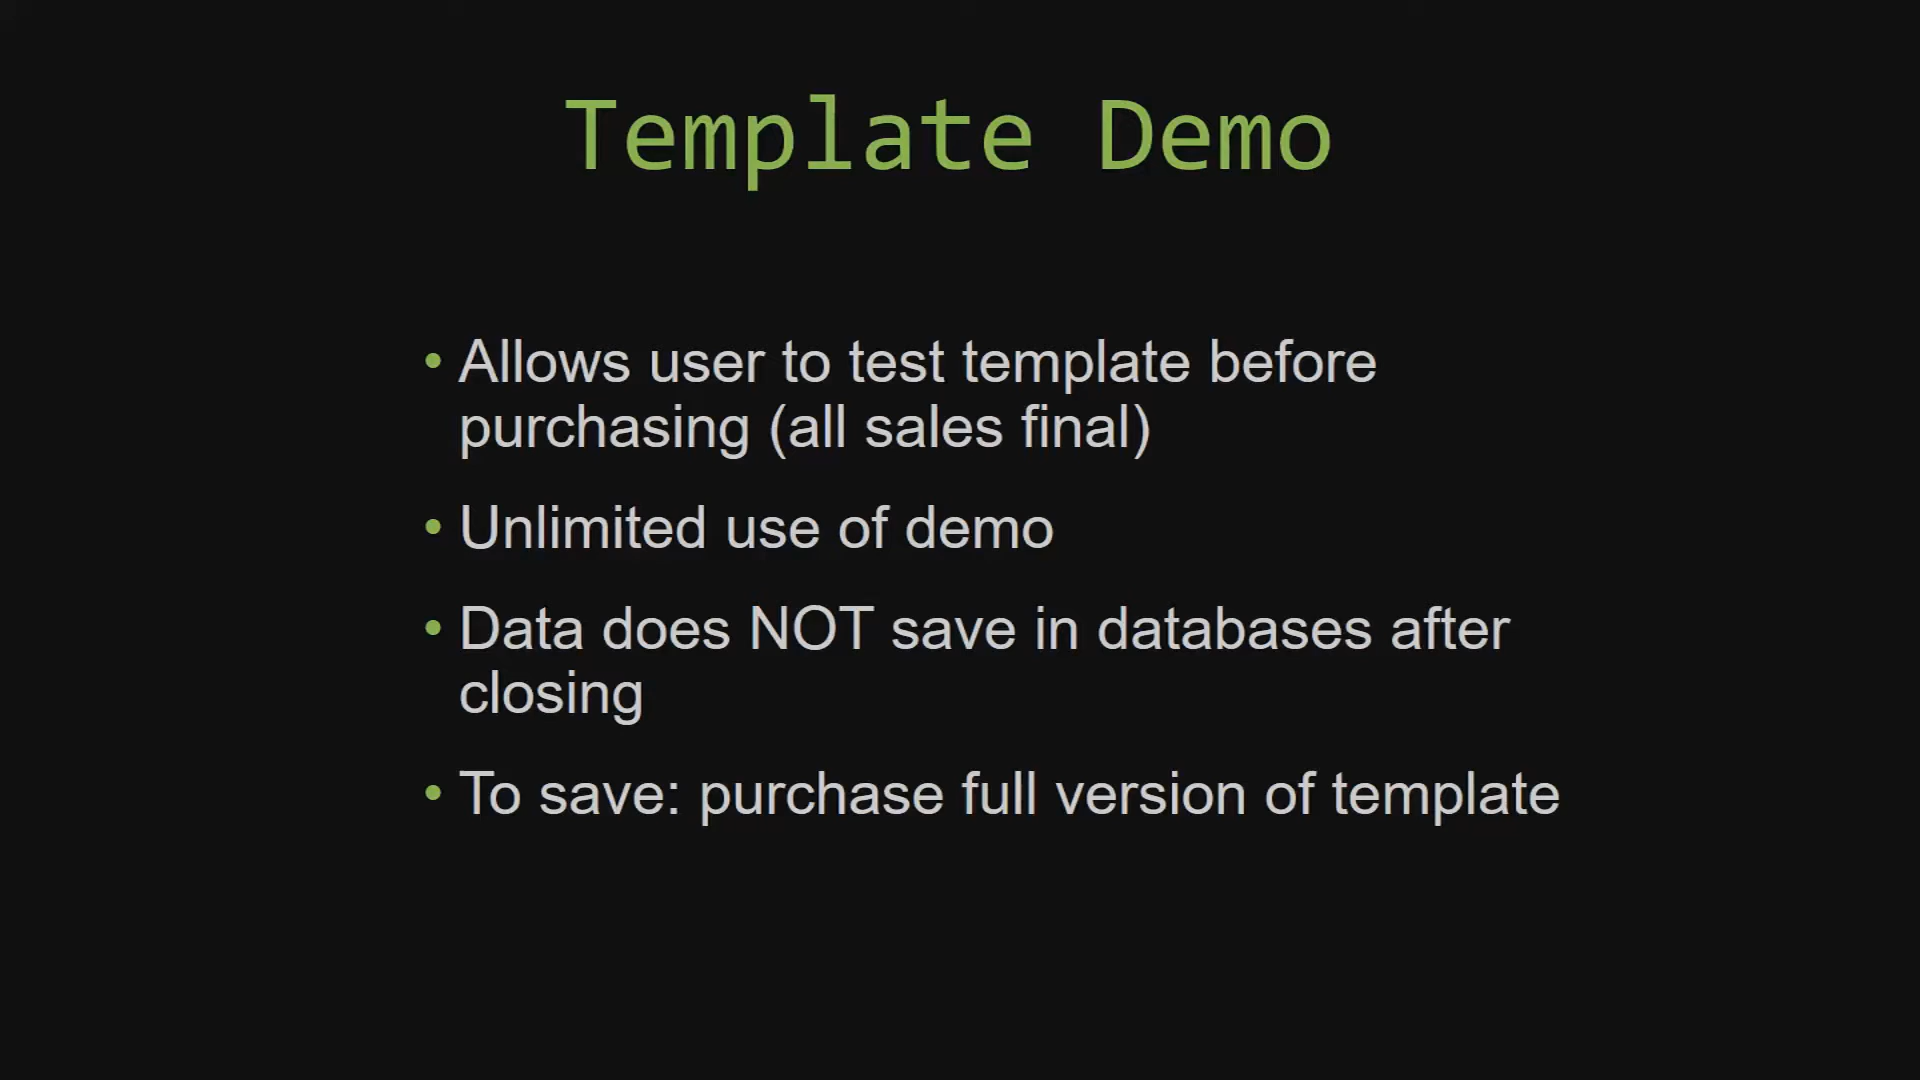 Template Demo
• Allows user to test template before
purchasing (all sales final)
• Unlimited use of demo
• Data does NOT save in databases after
closing
• To save: purchase full version of template